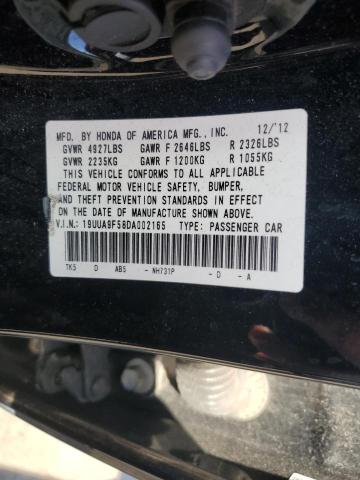 MFD. BY HONDA OF AMERICA MFG., INC. 12/'12
GVWR 4927LBS GAWR F 2646LBS R 2326LBS
GVWR 2235KG GAWR F 1200KG R 1055KG
THIS VEHICLE CONFORMS TO ALL APPLICABLE
FEDERAL MOTOR VEHICLE SAFETY, BUMPER,
AND THEFT PREVENTION STANDARDS IN EFFECT
ON THE DATE OF MANUFACTURE SHOWN ABOVE.
V.I.N. 19UUA9F58DA002165 TYPE: PASSENGER CAR
TK5 D AB5 - NH731P - D - A